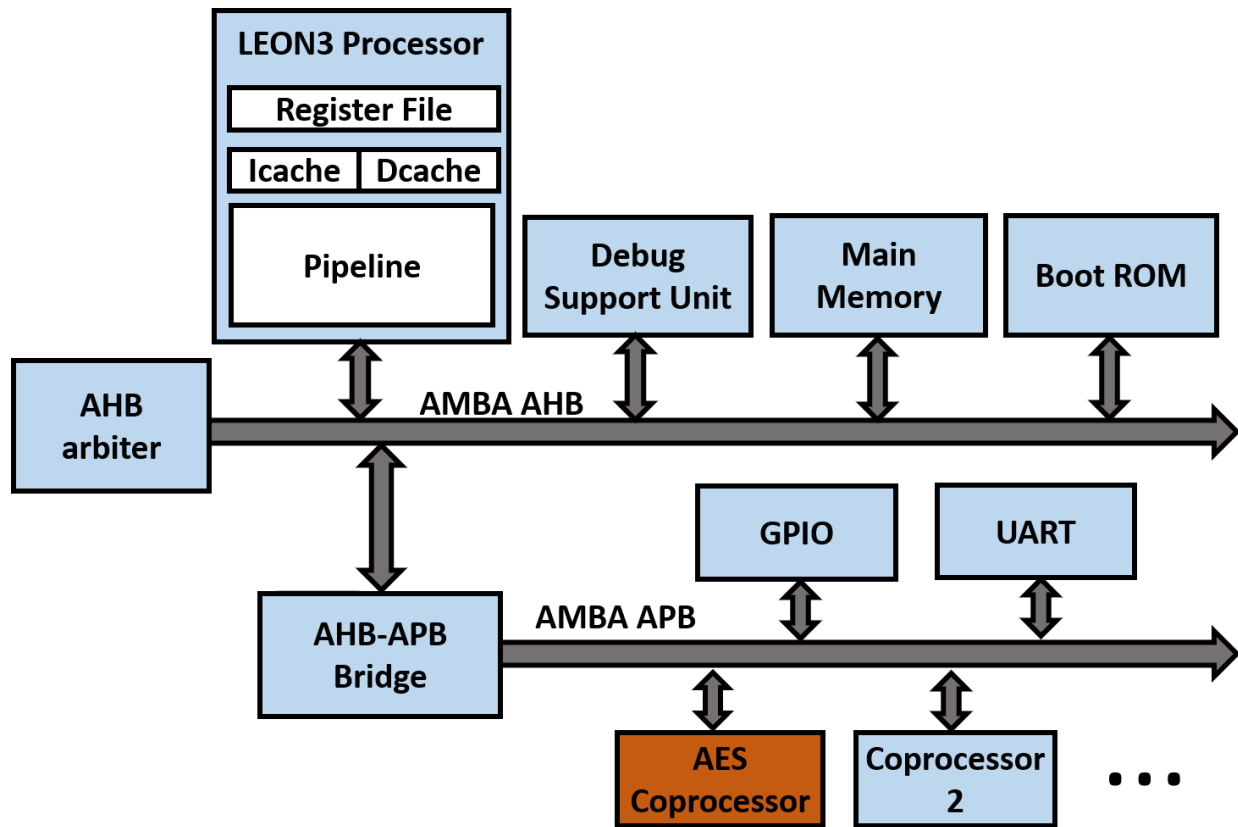 LEON3 Processor
Register File
Icache
Dcache
Pipeline
Debug
Support Unit
Main
Memory
Boot ROM
AHB
arbiter
AMBA AHB
GPIO
UART
AHB-APB
Bridge
AMBA APB
AES
Coprocessor
Coprocessor
2
...